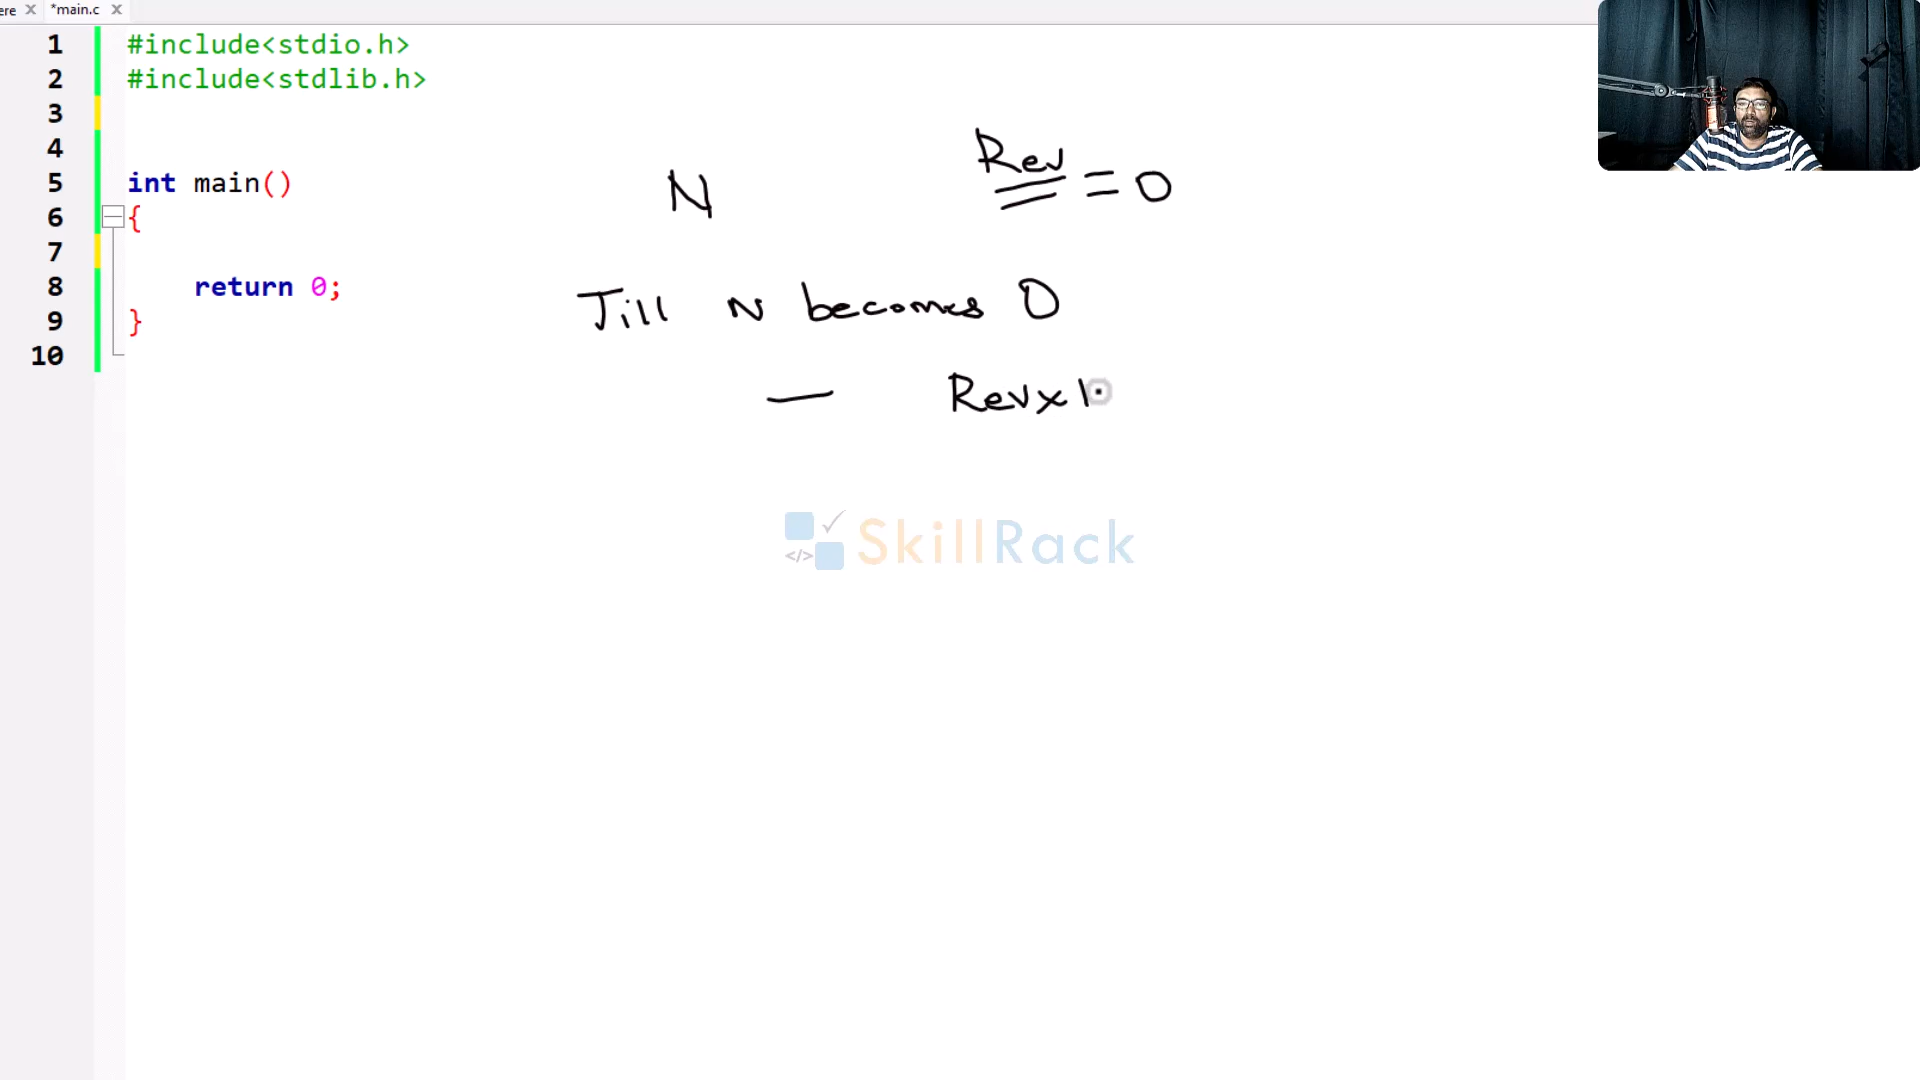 ere
*main.c
1 #include<stdio.h>
2 #include<stdlib.h>
3
4
5 int main()
6 {
7
8 return 0;
9 }
10
N
Rev = 0
Till N becomes 0
— Rev x 1
</> SkillRack